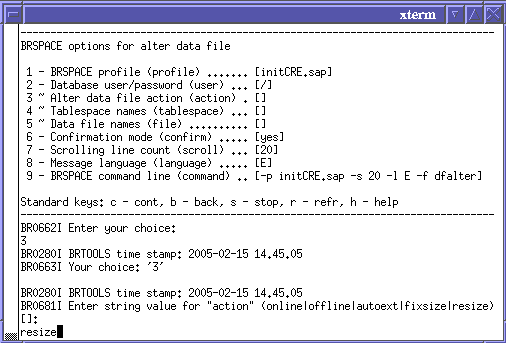 xterm
BRSPACE options for alter data file
1 - BRSPACE profile (profile) ....... [initCRE.sap]
2 - Database user/password (user) ... [/]
3 ~ Alter data file action (action) . []
4 ~ Tablespace names (tablespace) ... []
5 ~ Data file names (file) .......... []
6 - Confirmation mode (confirm) ..... [yes]
7 - Scrolling line count (scroll) ... [20]
8 - Message language (language) ..... [E]
9 - BRSPACE command line (command) .. [-p initCRE.sap -s 20 -l E -f dfalter]
Standard keys: c - cont, b - back, s - stop, r - refr, h - help
BR0662I Enter your choice:
3
BR0280I BRTOOLS time stamp: 2005-02-15 14.45.05
BR0663I Your choice: '3'
BR0280I BRTOOLS time stamp: 2005-02-15 14.45.05
BR0681I Enter string value for "action" (online|offline|autoext|fixsize|resize)
[]:
resize